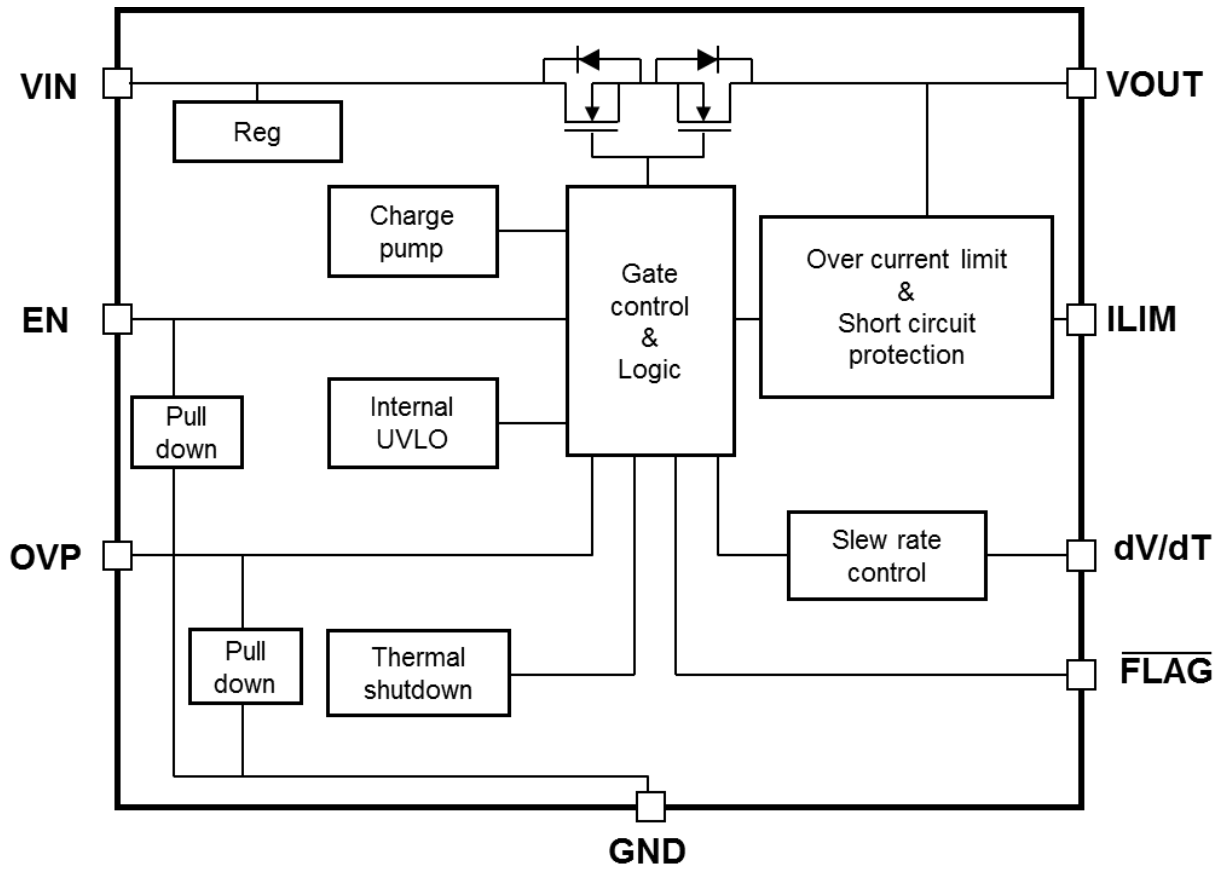 VIN
VOUT
Reg
Charge
pump
Gate
control
&
Logic
Over current limit
&
Short circuit
protection
EN
ILIM
Pull
down
Internal
UVLO
OVP
Slew rate
control
dV/dT
Pull
down
Thermal
shutdown
FLAG
GND